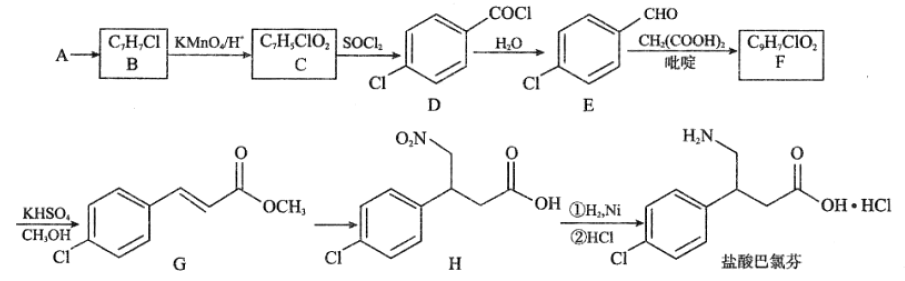 A → C₇H₇Cl B KMnO₄/H⁺ → C₇H₅ClO₂ C SOCl₂ → COCl Cl D H₂O → CHO Cl E CH₂(COOH)₂ 吡啶 → C₉H₇ClO₂ F
KHSO₄ CH₃OH → O OCH₃ Cl G → O₂N O OH Cl H ①H₂,Ni ②HCl → H₂N O OH·HCl Cl 盐酸巴氯芬